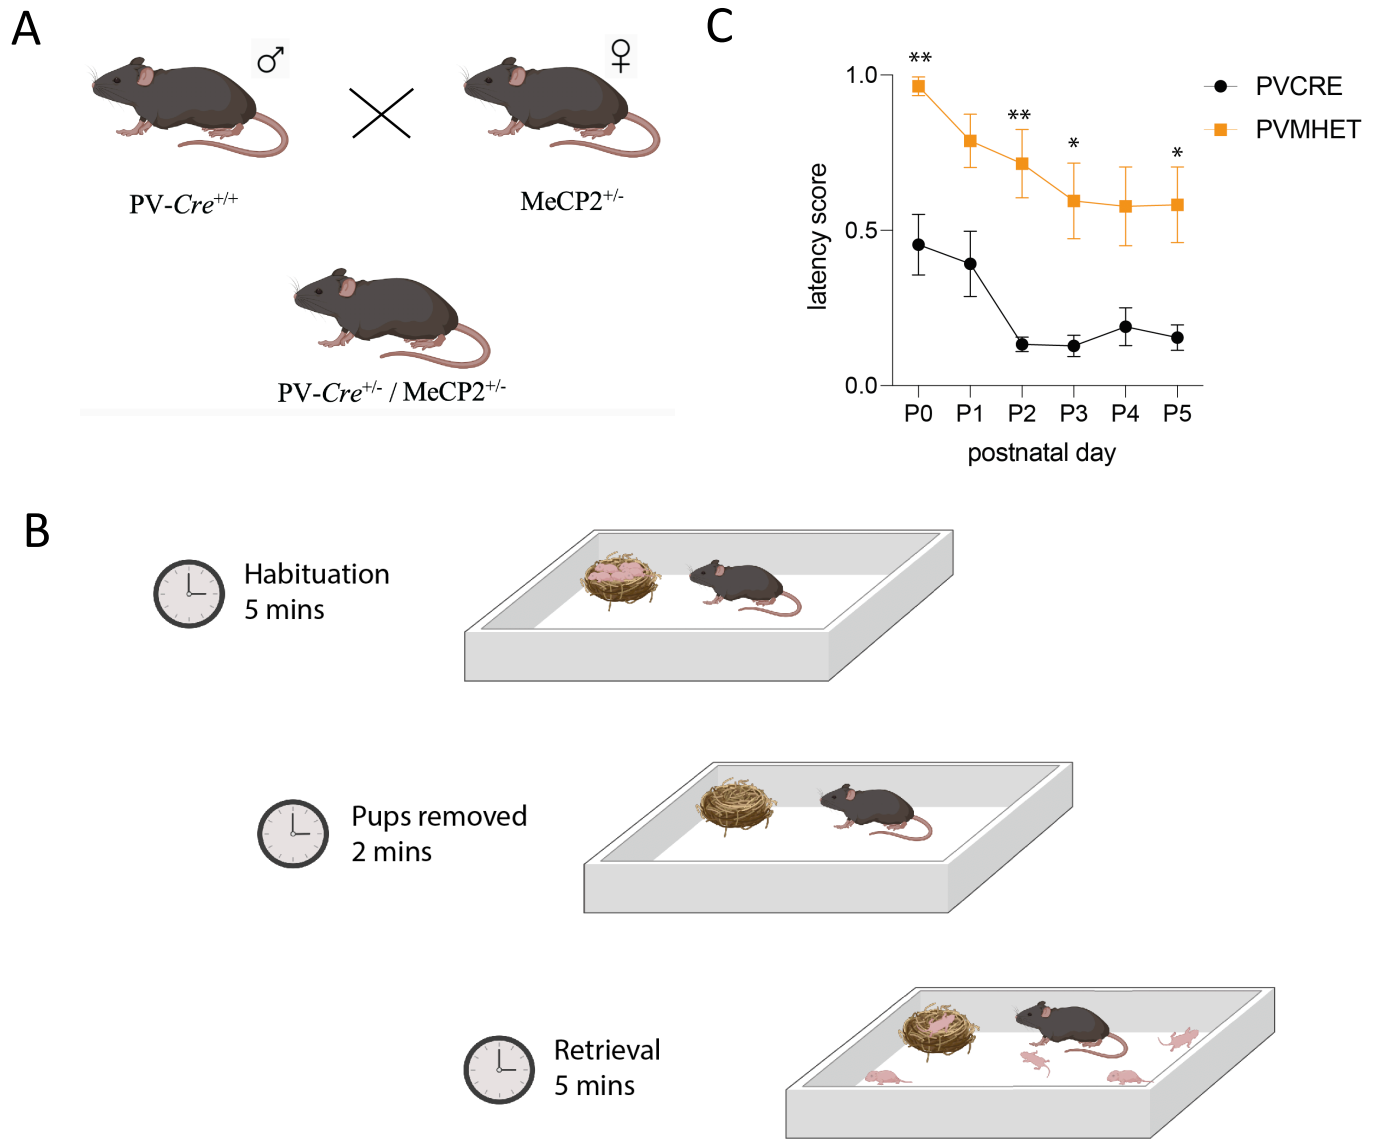 A
♂
♀
PV-Cre+/+
MeCP2+/-
PV-Cre+/- / MeCP2+/-
C
1.0
0.5
0.0
latency score
**
**
*
*
P0 P1 P2 P3 P4 P5
postnatal day
PVCRE
PVMHET
B
Habituation
5 mins
Pups removed
2 mins
Retrieval
5 mins